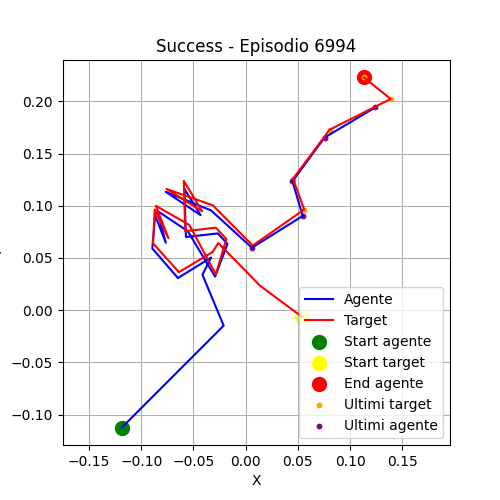 Success - Episodio 6994
0.20
0.15
0.10
0.05
0.00
−0.05
−0.10
Agente
Target
Start agente
Start target
End agente
Ultimi target
Ultimi agente
−0.15 −0.10 −0.05 0.00 0.05 0.10 0.15
X